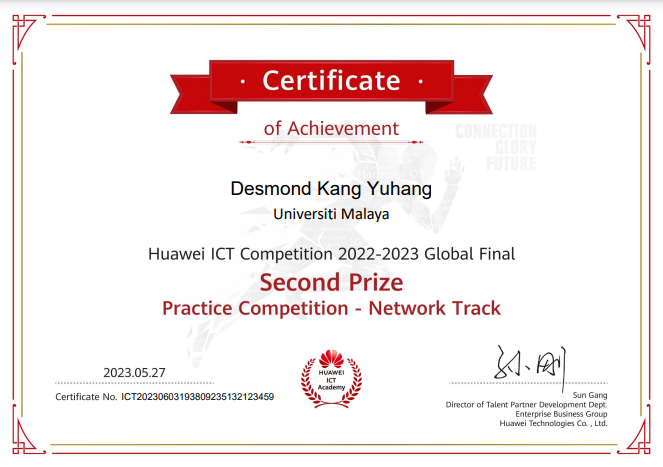 · Certificate ·
of Achievement
CONNECTION
GLORY
FUTURE
Desmond Kang Yuhang
Universiti Malaya
Huawei ICT Competition 2022-2023 Global Final
Second Prize
Practice Competition - Network Track
2023.05.27
Certificate No. ICT20230603193809235132123459
HUAWEI
ICT
Academy
孙刚
Sun Gang
Director of Talent Partner Development Dept.
Enterprise Business Group
Huawei Technologies Co. , Ltd.